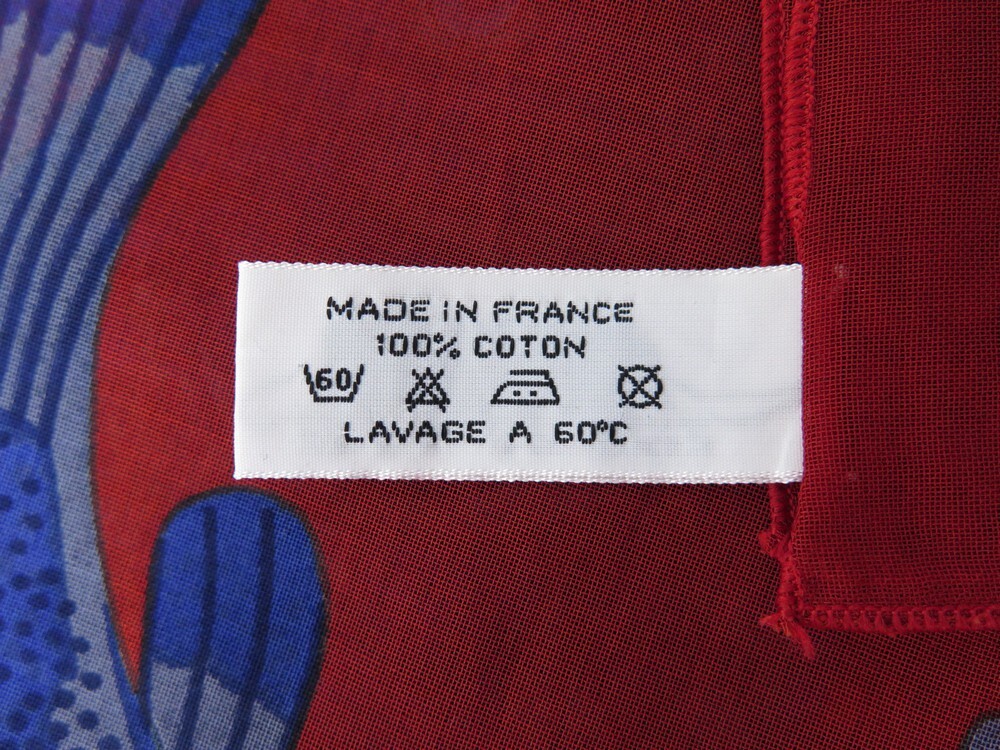 MADE IN FRANCE
100% COTON
60
LAVAGE A 60°C